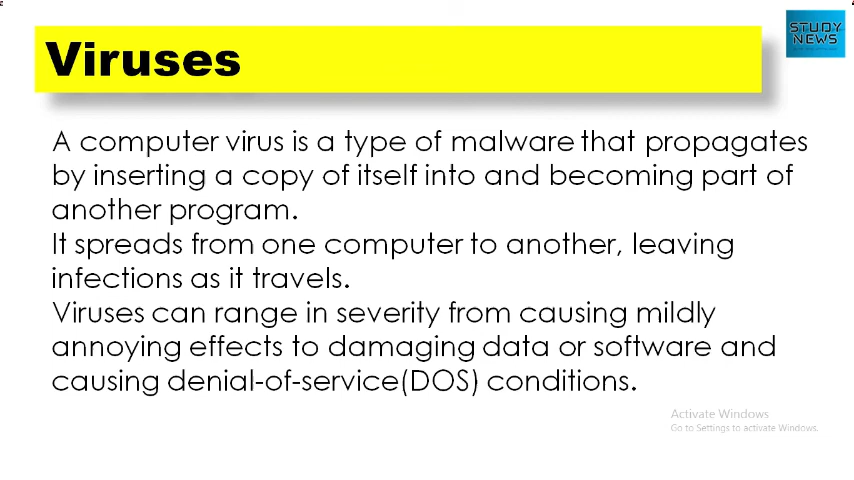 STUDY
NEWS
Viruses
A computer virus is a type of malware that propagates
by inserting a copy of itself into and becoming part of
another program.
It spreads from one computer to another, leaving
infections as it travels.
Viruses can range in severity from causing mildly
annoying effects to damaging data or software and
causing denial-of-service(DOS) conditions.
Activate Windows
Go to Settings to activate Windows.